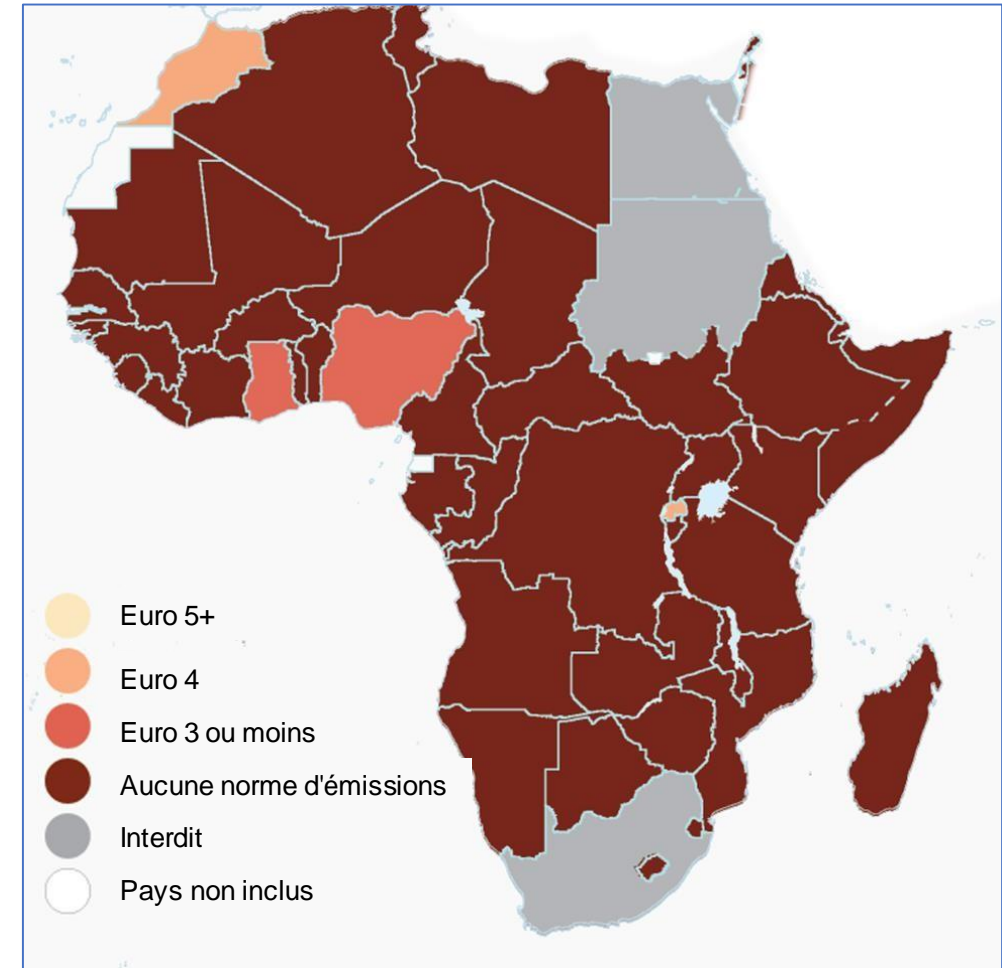 Euro 5+
Euro 4
Euro 3 ou moins
Aucune norme d'émissions
Interdit
Pays non inclus